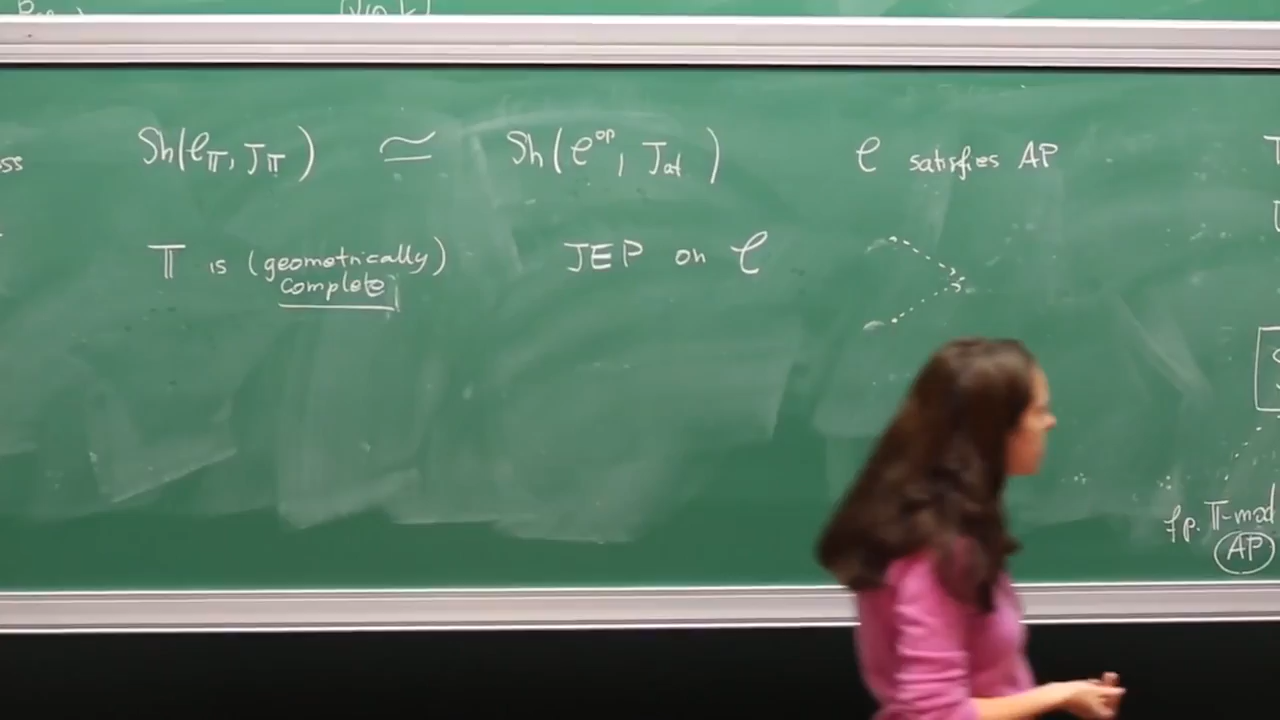 Sh(𝒞_𝕋, J_𝕋) ≃ Sh(𝒞^op, J_at) 𝒞 satisfies AP
𝕋 is (geometrically) JEP on 𝒞
complete
f.p. 𝕋-mod
AP